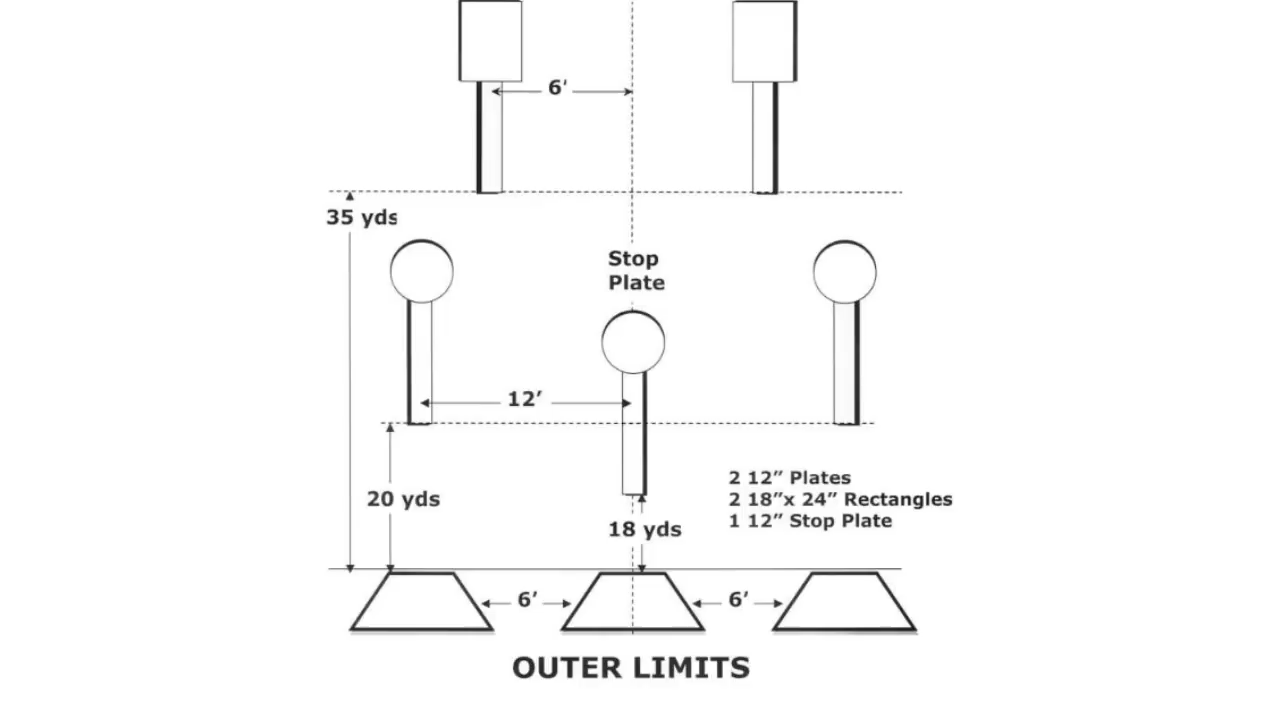 6'
35 yds
Stop
Plate
12'
2 12” Plates
2 18”x 24” Rectangles
1 12” Stop Plate
20 yds
18 yds
6'
6'
OUTER LIMITS